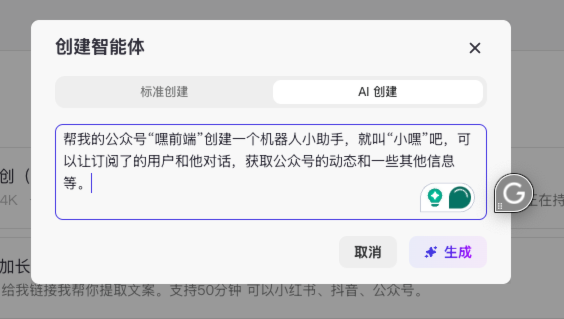 创建智能体
标准创建
AI 创建
帮我的公众号“嘿前端”创建一个机器人小助手，就叫“小嘿”吧，可
以让订阅了的用户和他对话，获取公众号的动态和一些其他信息
等。
创（
4K
正在持
取消
生成
加长
给我链接我帮你提取文案。支持50分钟 可以小红书、抖音、公众号。